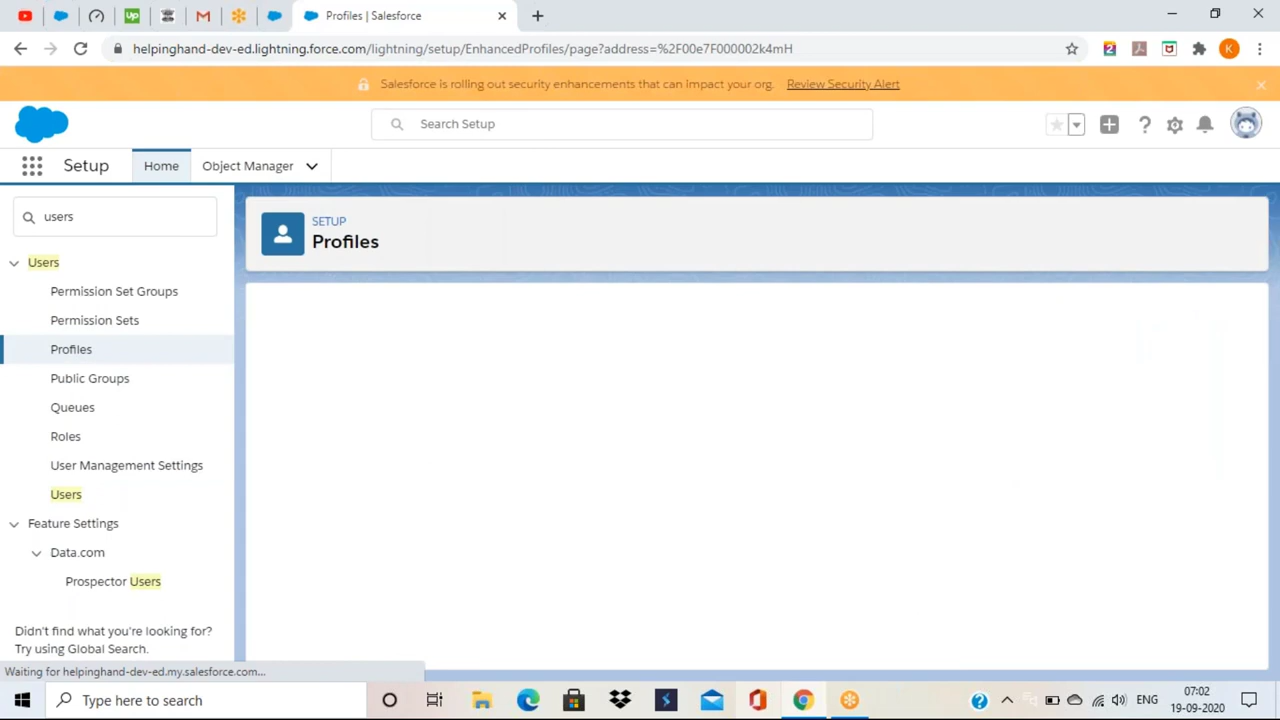 Profiles | Salesforce
helpinghand-dev-ed.lightning.force.com/lightning/setup/EnhancedProfiles/page?address=%2F00e7F000002k4mH
K
Salesforce is rolling out security enhancements that can impact your org. Review Security Alert
Search Setup
Setup
Home
Object Manager
users
SETUP
Profiles
Users
Permission Set Groups
Permission Sets
Profiles
Public Groups
Queues
Roles
User Management Settings
Users
Feature Settings
Data.com
Prospector Users
Didn't find what you're looking for?
Try using Global Search.
Waiting for helpinghand-dev-ed.my.salesforce.com...
Type here to search
ENG
07:02
19-09-2020